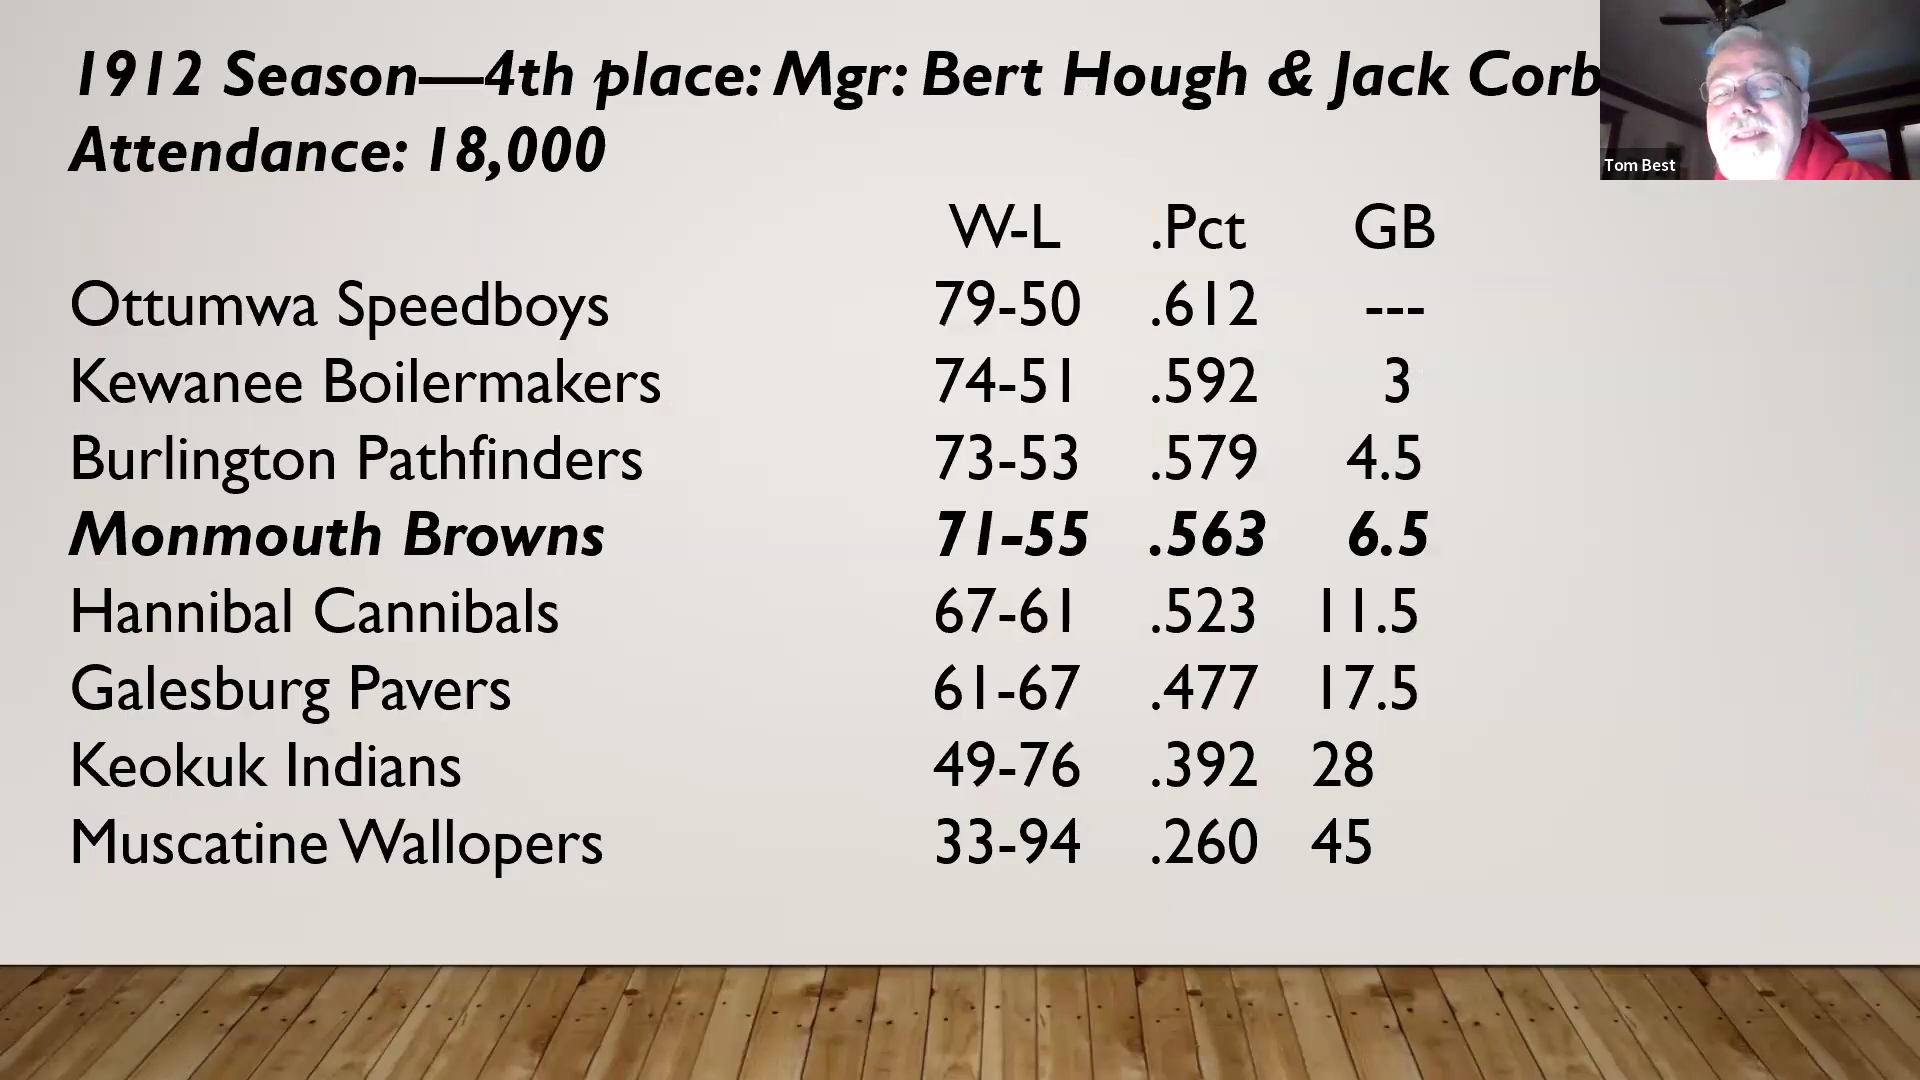 1912 Season—4th place: Mgr: Bert Hough & Jack Corb
Attendance: 18,000
W-L .Pct GB
Ottumwa Speedboys 79-50 .612 ---
Kewanee Boilermakers 74-51 .592 3
Burlington Pathfinders 73-53 .579 4.5
Monmouth Browns 71-55 .563 6.5
Hannibal Cannibals 67-61 .523 11.5
Galesburg Pavers 61-67 .477 17.5
Keokuk Indians 49-76 .392 28
Muscatine Wallopers 33-94 .260 45
Tom Best